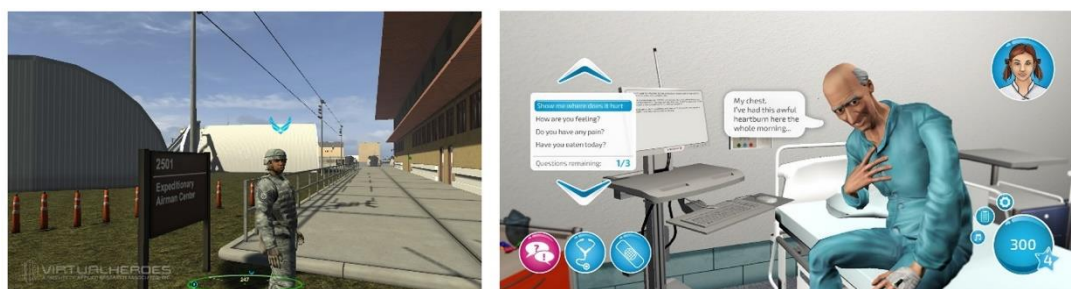 2501
Expeditionary
Airman Center
VIRTUALHEROES
247
Show me where does it hurt
How are you feeling?
Do you have any pain?
Have you eaten today?
Questions remaining: 1/3
My chest.
I've had this awful
heartburn here the
whole morning...
300
4